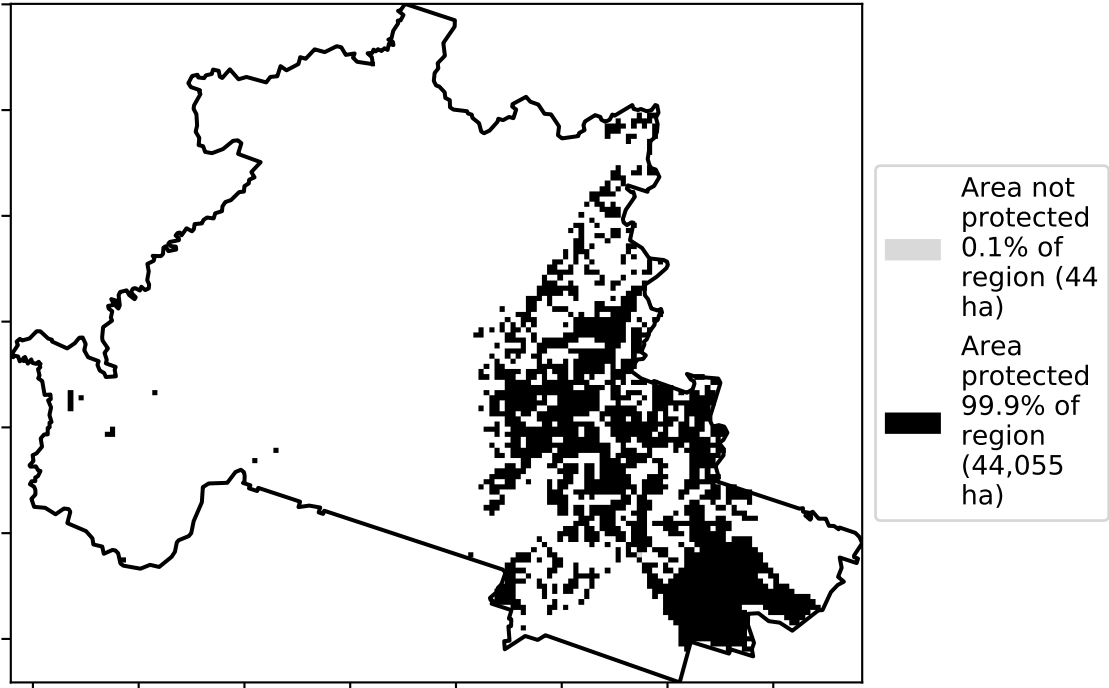 Area not
protected
0.1% of
region (44
ha)
Area
protected
99.9% of
region
(44,055
ha)